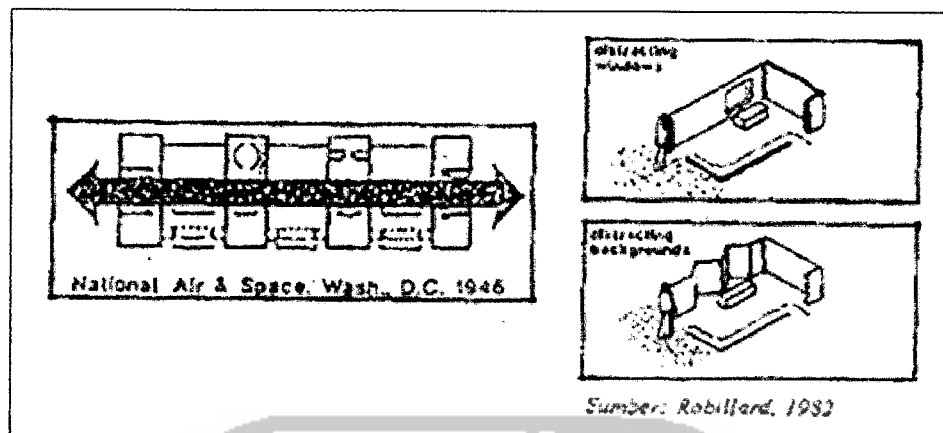 National Air & Space, Wash., D.C. 1946
distracting
windows
distracting
backgrounds
Sumber: Robillard, 1982